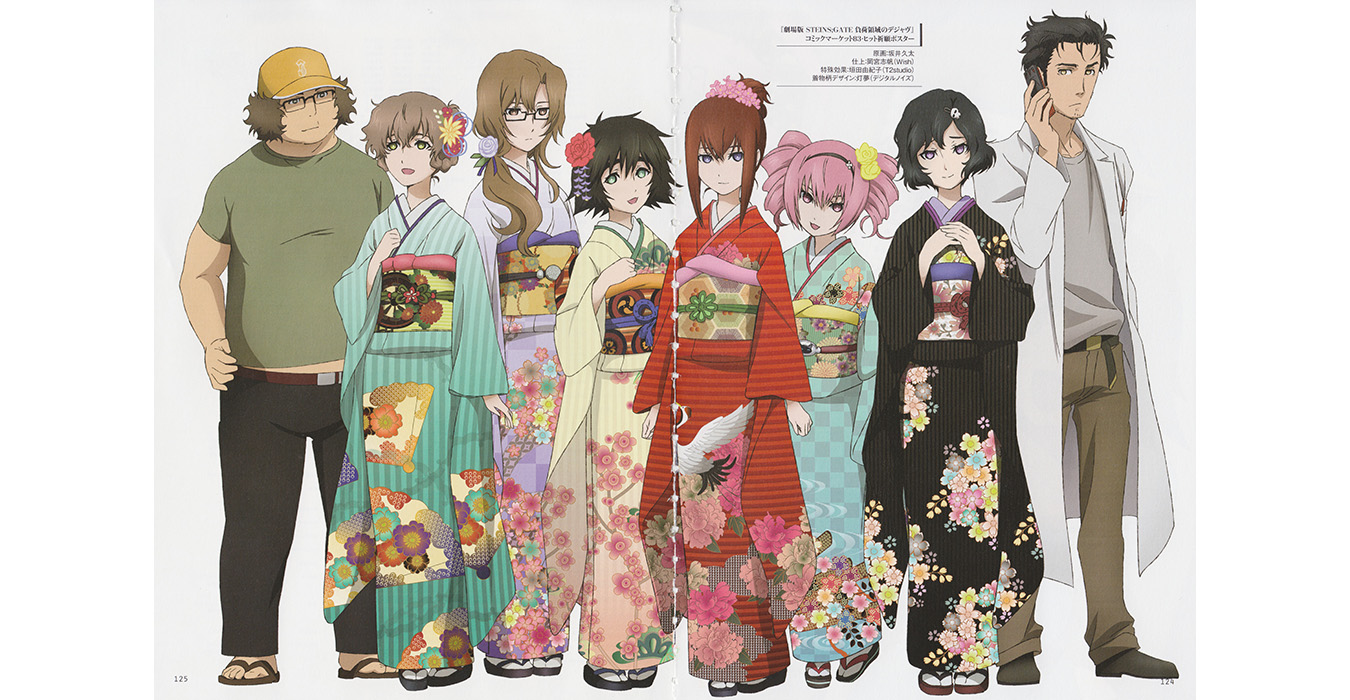 『劇場版 STEINS;GATE 負荷領域のデジャヴ』
コミックマーケット83・ヒット祈願ポスター
原画:坂井久太
仕上:岡宮志帆(Wish)
特殊効果:垣田由紀子(T2studio)
着物柄デザイン:灯夢(デジタルノイズ)
125
124